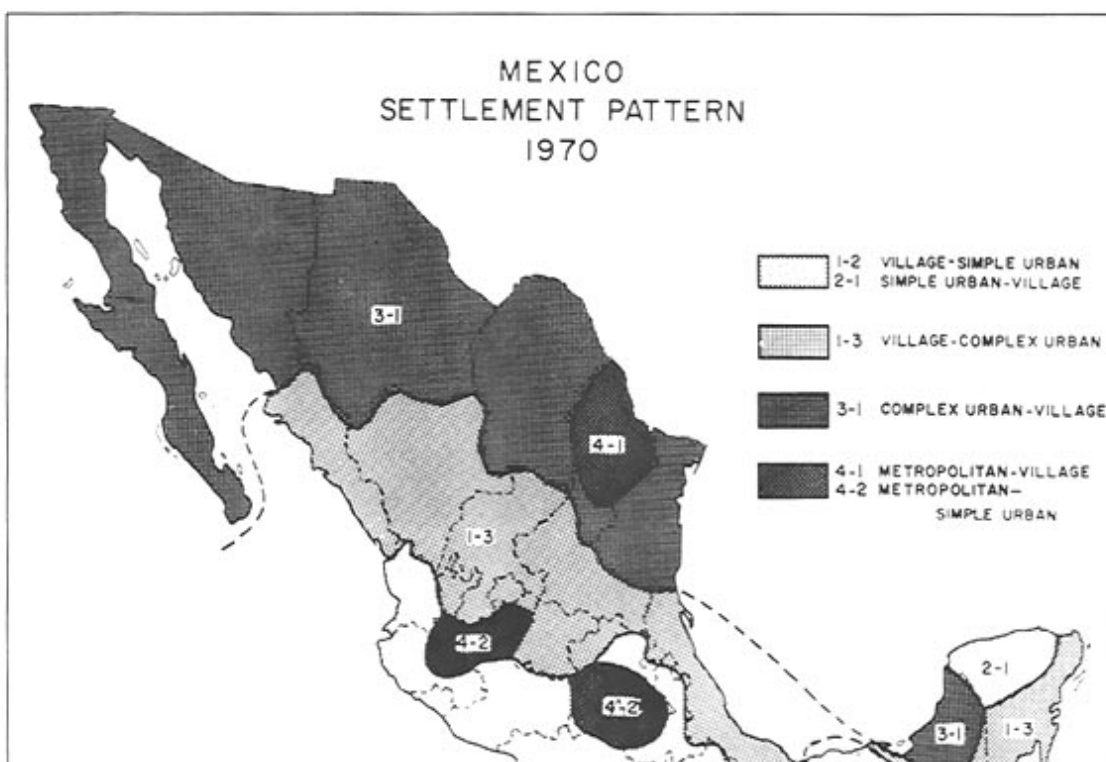 MEXICO
SETTLEMENT PATTERN
1970
1-2 VILLAGE-SIMPLE URBAN
2-1 SIMPLE URBAN-VILLAGE
1-3 VILLAGE-COMPLEX URBAN
3-1 COMPLEX URBAN-VILLAGE
4-1 METROPOLITAN-VILLAGE
4-2 METROPOLITAN-
SIMPLE URBAN
3-1
4-1
1-3
4-2
4-2
2-1
3-1
1-3